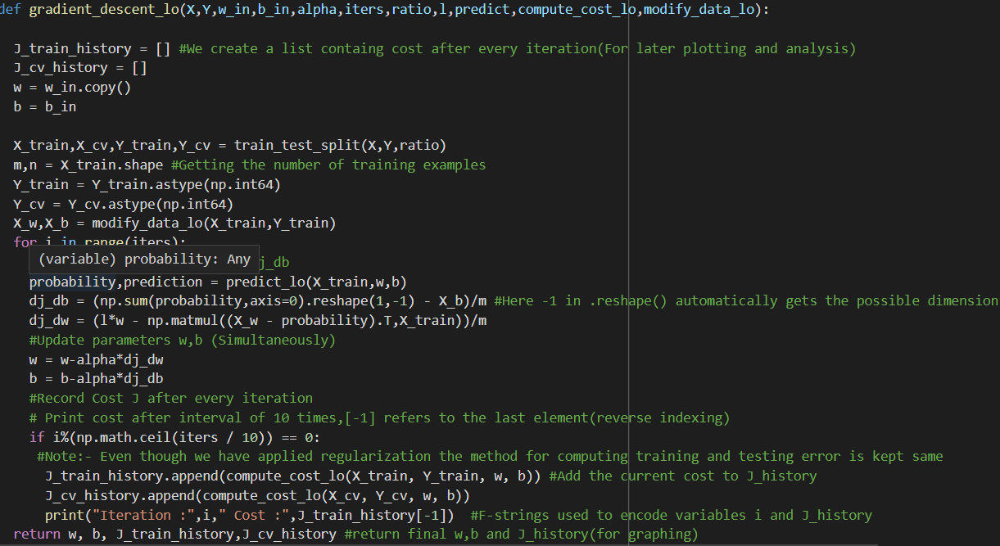 def gradient_descent_lo(X,Y,w_in,b_in,alpha,iters,ratio,l,predict,compute_cost_lo,modify_data_lo):
J_train_history = [] #We create a list containg cost after every iteration(For later plotting and analysis)
J_cv_history = []
w = w_in.copy()
b = b_in
X_train,X_cv,Y_train,Y_cv = train_test_split(X,Y,ratio)
m,n = X_train.shape #Getting the number of training examples
Y_train = Y_train.astype(np.int64)
Y_cv = Y_cv.astype(np.int64)
X_w,X_b = modify_data_lo(X_train,Y_train)
for i in range(iters):
(variable) probability: Any
j_db
probability,prediction = predict_lo(X_train,w,b)
dj_db = (np.sum(probability,axis=0).reshape(1,-1) - X_b)/m #Here -1 in .reshape() automatically gets the possible dimension
dj_dw = (l*w - np.matmul((X_w - probability).T,X_train))/m
#Update parameters w,b (Simultaneously)
w = w-alpha*dj_dw
b = b-alpha*dj_db
#Record Cost J after every iteration
# Print cost after interval of 10 times,[-1] refers to the last element(reverse indexing)
if i%(np.math.ceil(iters / 10)) == 0:
#Note:- Even though we have applied regularization the method for computing training and testing error is kept same
J_train_history.append(compute_cost_lo(X_train, Y_train, w, b)) #Add the current cost to J_history
J_cv_history.append(compute_cost_lo(X_cv, Y_cv, w, b))
print("Iteration :",i," Cost :",J_train_history[-1])  #F-strings used to encode variables i and J_history
return w, b, J_train_history,J_cv_history #return final w,b and J_history(for graphing)